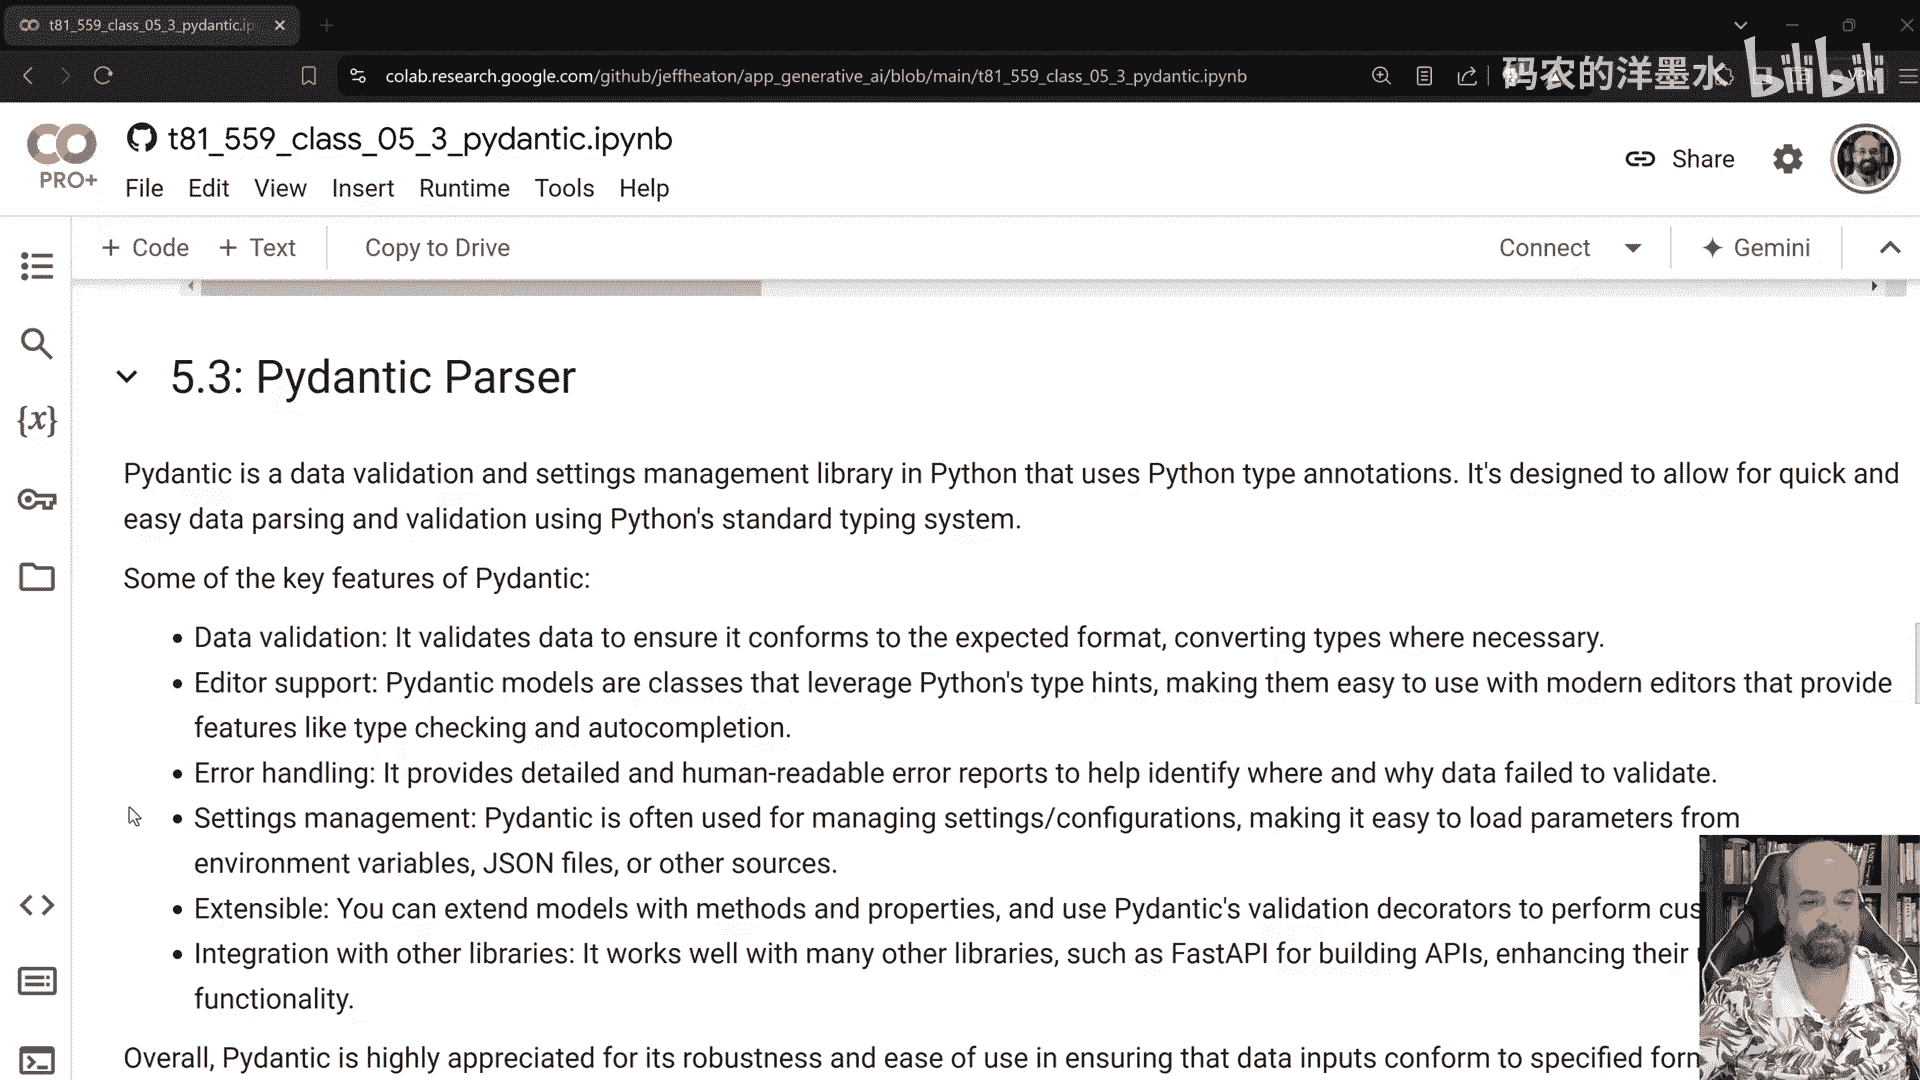 t81_559_class_05_3_pydantic.ip
colab.research.google.com/github/jeffheaton/app_generative_ai/blob/main/t81_559_class_05_3_pydantic.ipynb
码农的洋墨水 bilibili
t81_559_class_05_3_pydantic.ipynb
PRO+
File Edit View Insert Runtime Tools Help
Share
+ Code + Text Copy to Drive
Connect Gemini
{x}
5.3: Pydantic Parser
Pydantic is a data validation and settings management library in Python that uses Python type annotations. It's designed to allow for quick and
easy data parsing and validation using Python's standard typing system.
Some of the key features of Pydantic:
• Data validation: It validates data to ensure it conforms to the expected format, converting types where necessary.
• Editor support: Pydantic models are classes that leverage Python's type hints, making them easy to use with modern editors that provide
features like type checking and autocompletion.
• Error handling: It provides detailed and human-readable error reports to help identify where and why data failed to validate.
• Settings management: Pydantic is often used for managing settings/configurations, making it easy to load parameters from
environment variables, JSON files, or other sources.
• Extensible: You can extend models with methods and properties, and use Pydantic's validation decorators to perform cus
• Integration with other libraries: It works well with many other libraries, such as FastAPI for building APIs, enhancing their
functionality.
Overall, Pydantic is highly appreciated for its robustness and ease of use in ensuring that data inputs conform to specified